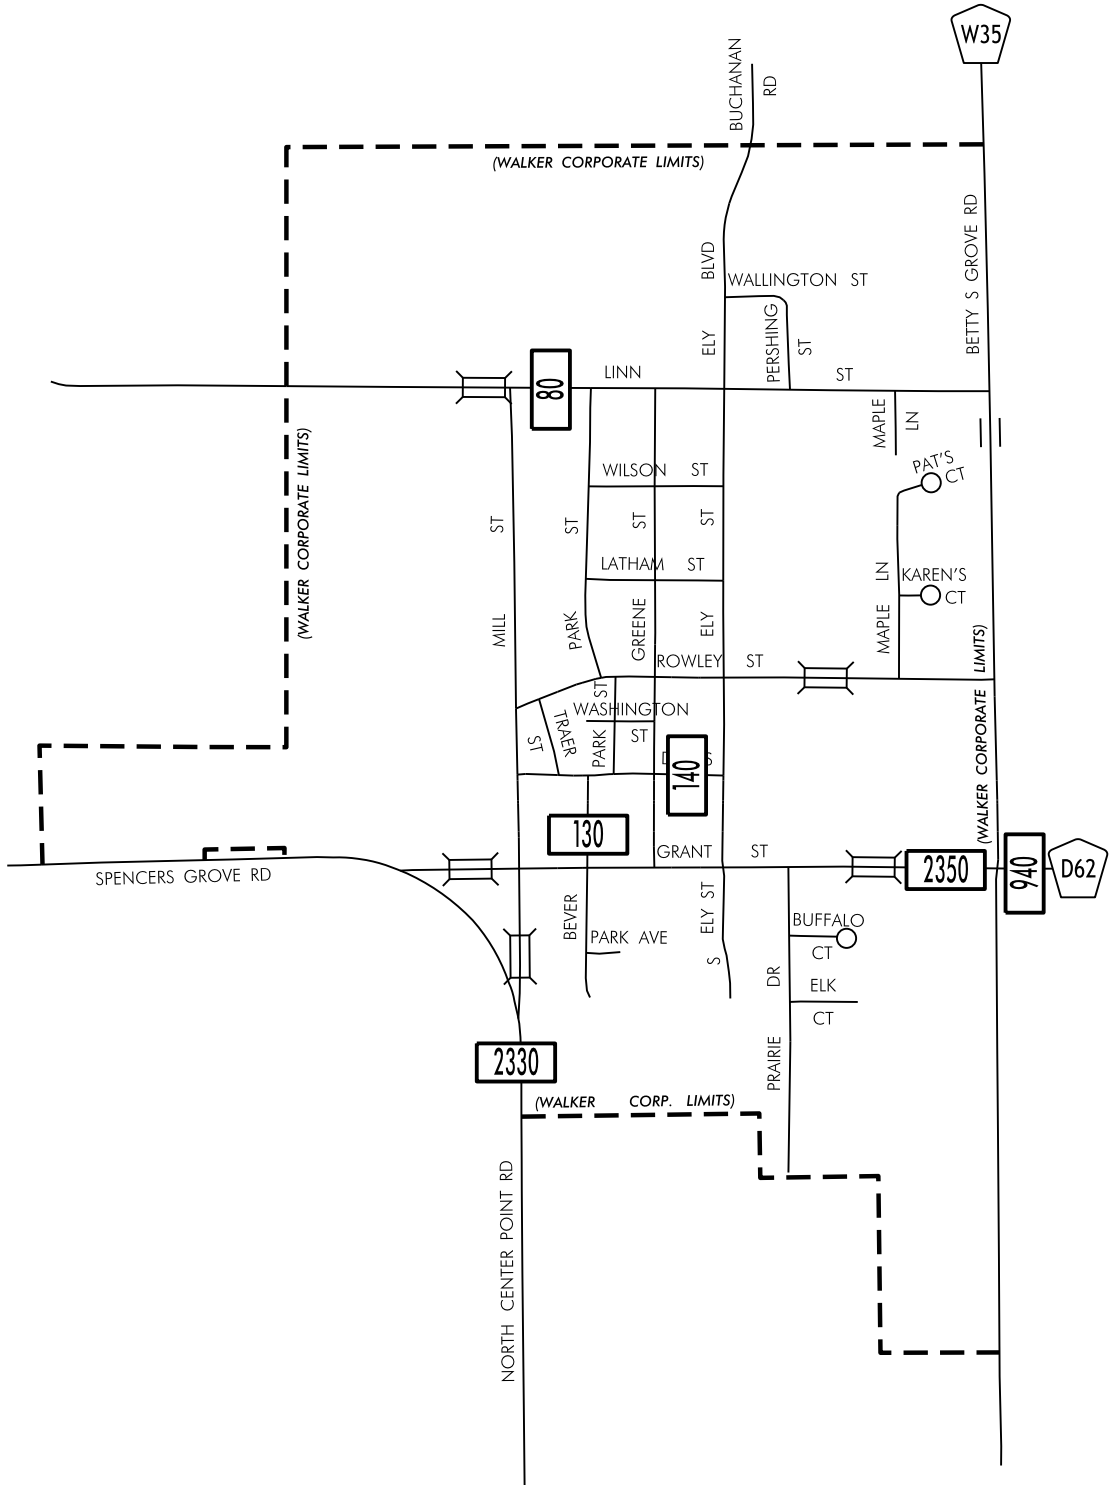 W35
BUCHANAN
RD
(WALKER CORPORATE LIMITS)
BETTY S GROVE RD
ELY BLVD
WALLINGTON ST
PERSHING
ST
LINN ST
80
MAPLE
LN
PAT'S
CT
(WALKER CORPORATE LIMITS)
WILSON ST
MILL ST
PARK ST
GREENE ST
ELY ST
LATHAM ST
MAPLE LN
KAREN'S
CT
ROWLEY ST
(WALKER CORPORATE LIMITS)
PARK ST
WASHINGTON
ST
TRAER
ST
140
130
GRANT ST
2350
940
D62
SPENCERS GROVE RD
BEVER
PARK AVE
S ELY ST
BUFFALO
CT
ELK
CT
PRAIRIE DR
2330
(WALKER CORP. LIMITS)
NORTH CENTER POINT RD